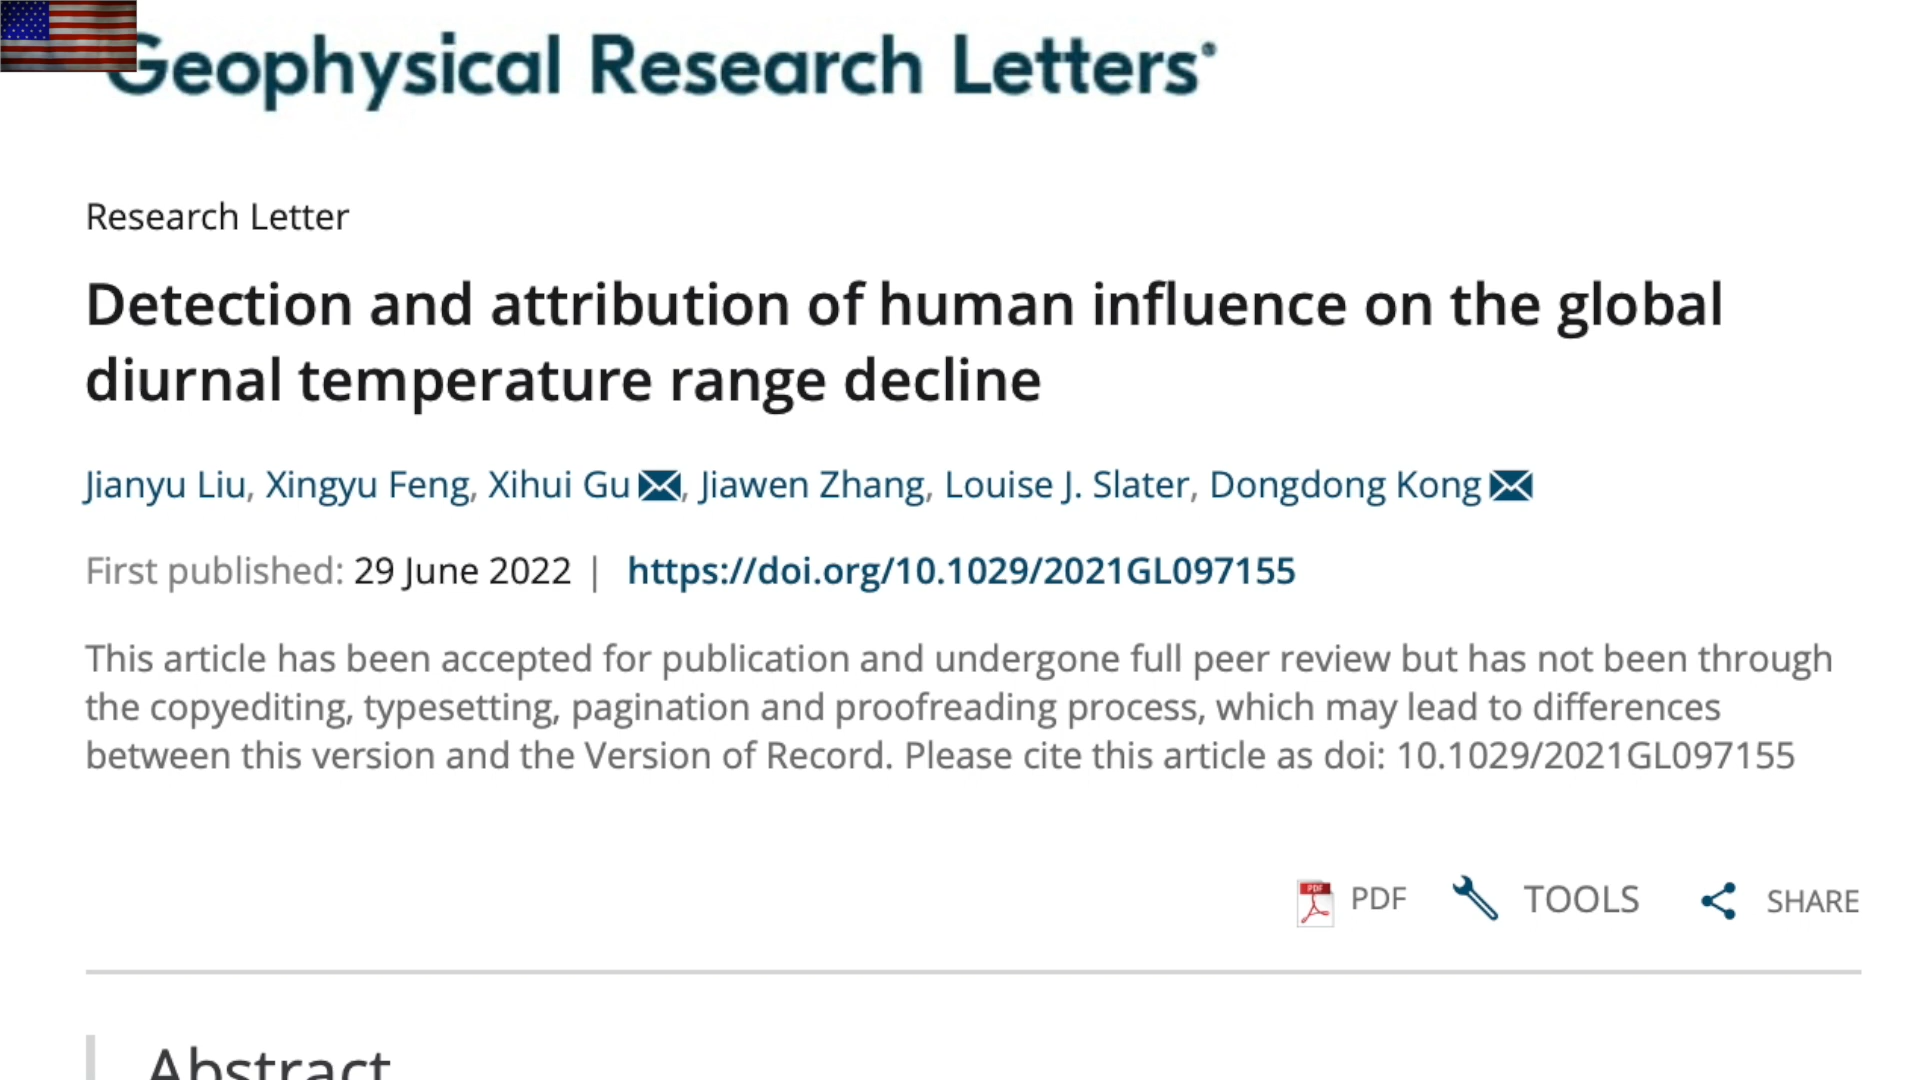 Geophysical Research Letters®
Research Letter
Detection and attribution of human influence on the global
diurnal temperature range decline
Jianyu Liu, Xingyu Feng, Xihui Gu, Jiawen Zhang, Louise J. Slater, Dongdong Kong
First published: 29 June 2022 | https://doi.org/10.1029/2021GL097155
This article has been accepted for publication and undergone full peer review but has not been through
the copyediting, typesetting, pagination and proofreading process, which may lead to differences
between this version and the Version of Record. Please cite this article as doi: 10.1029/2021GL097155
PDF TOOLS SHARE
Abstract